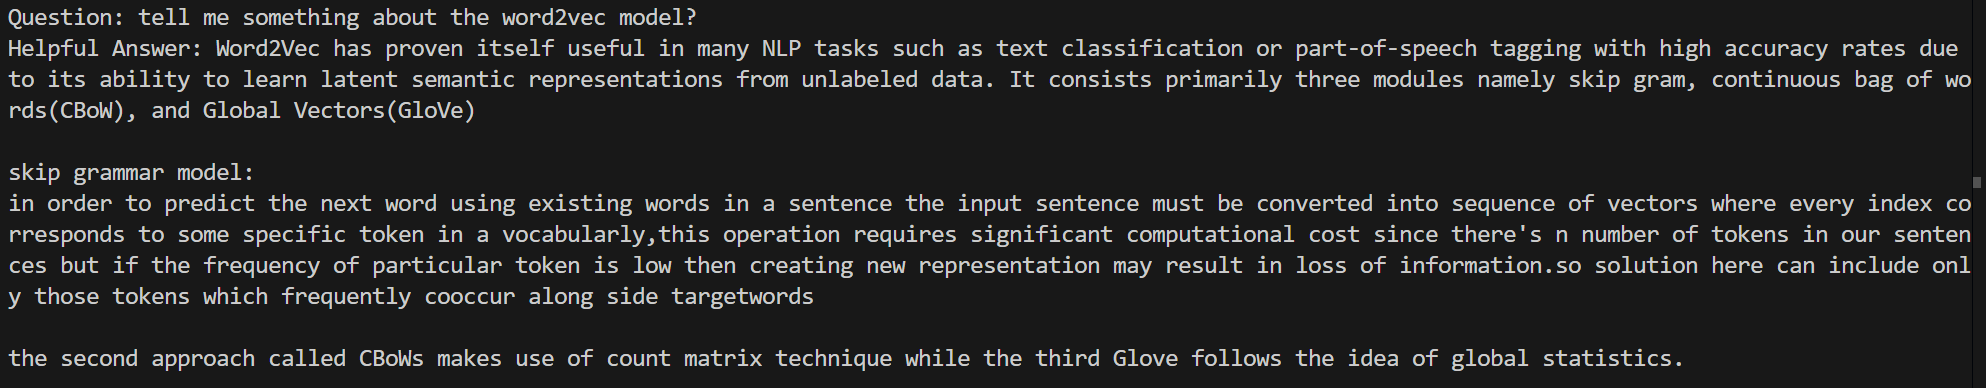 Question: tell me something about the word2vec model?
Helpful Answer: Word2Vec has proven itself useful in many NLP tasks such as text classification or part-of-speech tagging with high accuracy rates due
to its ability to learn latent semantic representations from unlabeled data. It consists primarily three modules namely skip gram, continuous bag of wo
rds(CBoW), and Global Vectors(GloVe)
skip grammar model:
in order to predict the next word using existing words in a sentence the input sentence must be converted into sequence of vectors where every index co
rresponds to some specific token in a vocabularly,this operation requires significant computational cost since there's n number of tokens in our senten
ces but if the frequency of particular token is low then creating new representation may result in loss of information.so solution here can include onl
y those tokens which frequently cooccur along side targetwords
the second approach called CBoWs makes use of count matrix technique while the third Glove follows the idea of global statistics.